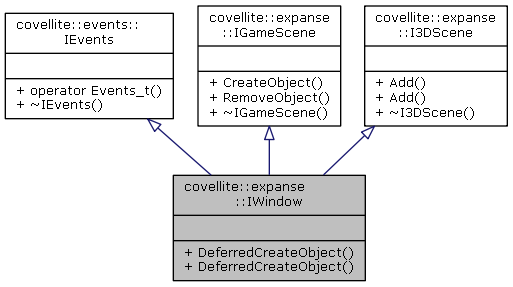 covellite::events::
IEvents
+ operator Events_t()
+ ~IEvents()
covellite::expanse
::IGameScene
+ CreateObject()
+ RemoveObject()
+ ~IGameScene()
covellite::expanse
::I3DScene
+ Add()
+ Add()
+ ~I3DScene()
covellite::expanse
::IWindow
+ DeferredCreateObject()
+ DeferredCreateObject()